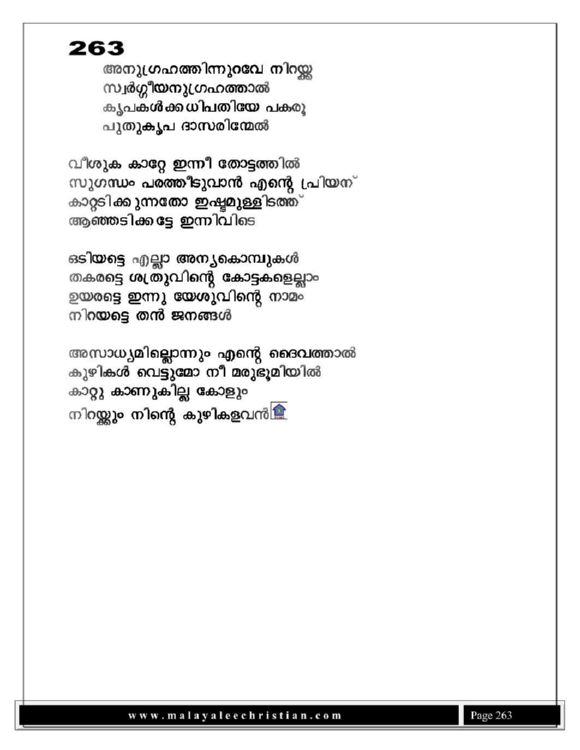 263
അനുഗ്രഹത്തിന്നുറവേ നിറയ്ക്ക
സ്വർഗ്ഗീയനുഗ്രഹത്താൽ
കൃപകൾക്കധിപതിയേ പകരൂ
പുതുകൃപ ദാസരിന്മേൽ
വീശുക കാറ്റേ ഇന്നീ തോട്ടത്തിൽ
സുഗന്ധം പരത്തീടുവാൻ എന്റെ പ്രിയന്
കാറ്റടിക്കുന്നതോ ഇഷ്ടമുള്ളിടത്ത്
ആഞ്ഞടിക്കട്ടേ ഇന്നിവിടെ
ഒടിയട്ടെ എല്ലാ അന്യകൊമ്പുകൾ
തകരട്ടെ ശത്രുവിന്റെ കോട്ടകളെല്ലാം
ഉയരട്ടെ ഇന്നു യേശുവിന്റെ നാമം
നിറയട്ടെ തൻ ജനങ്ങൾ
അസാധ്യമില്ലൊന്നും എന്റെ ദൈവത്താൽ
കുഴികൾ വെട്ടുമോ നീ മരുഭൂമിയിൽ
കാറ്റു കാണുകില്ല കോളും
നിറയ്ക്കും നിന്റെ കുഴികളവൻ
www.malayaleechristian.com
Page 263